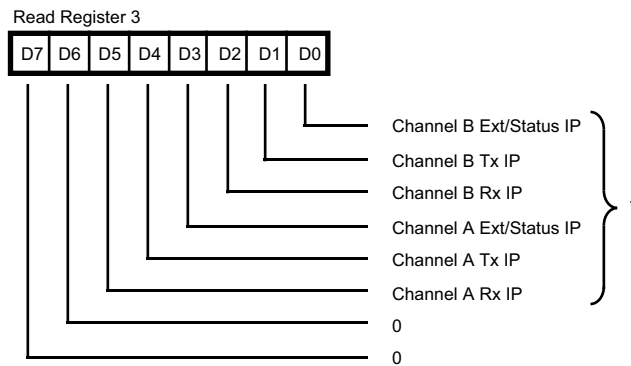 Read Register 3
D7 D6 D5 D4 D3 D2 D1 D0
Channel B Ext/Status IP
Channel B Tx IP
Channel B Rx IP
Channel A Ext/Status IP
Channel A Tx IP
Channel A Rx IP
0
0